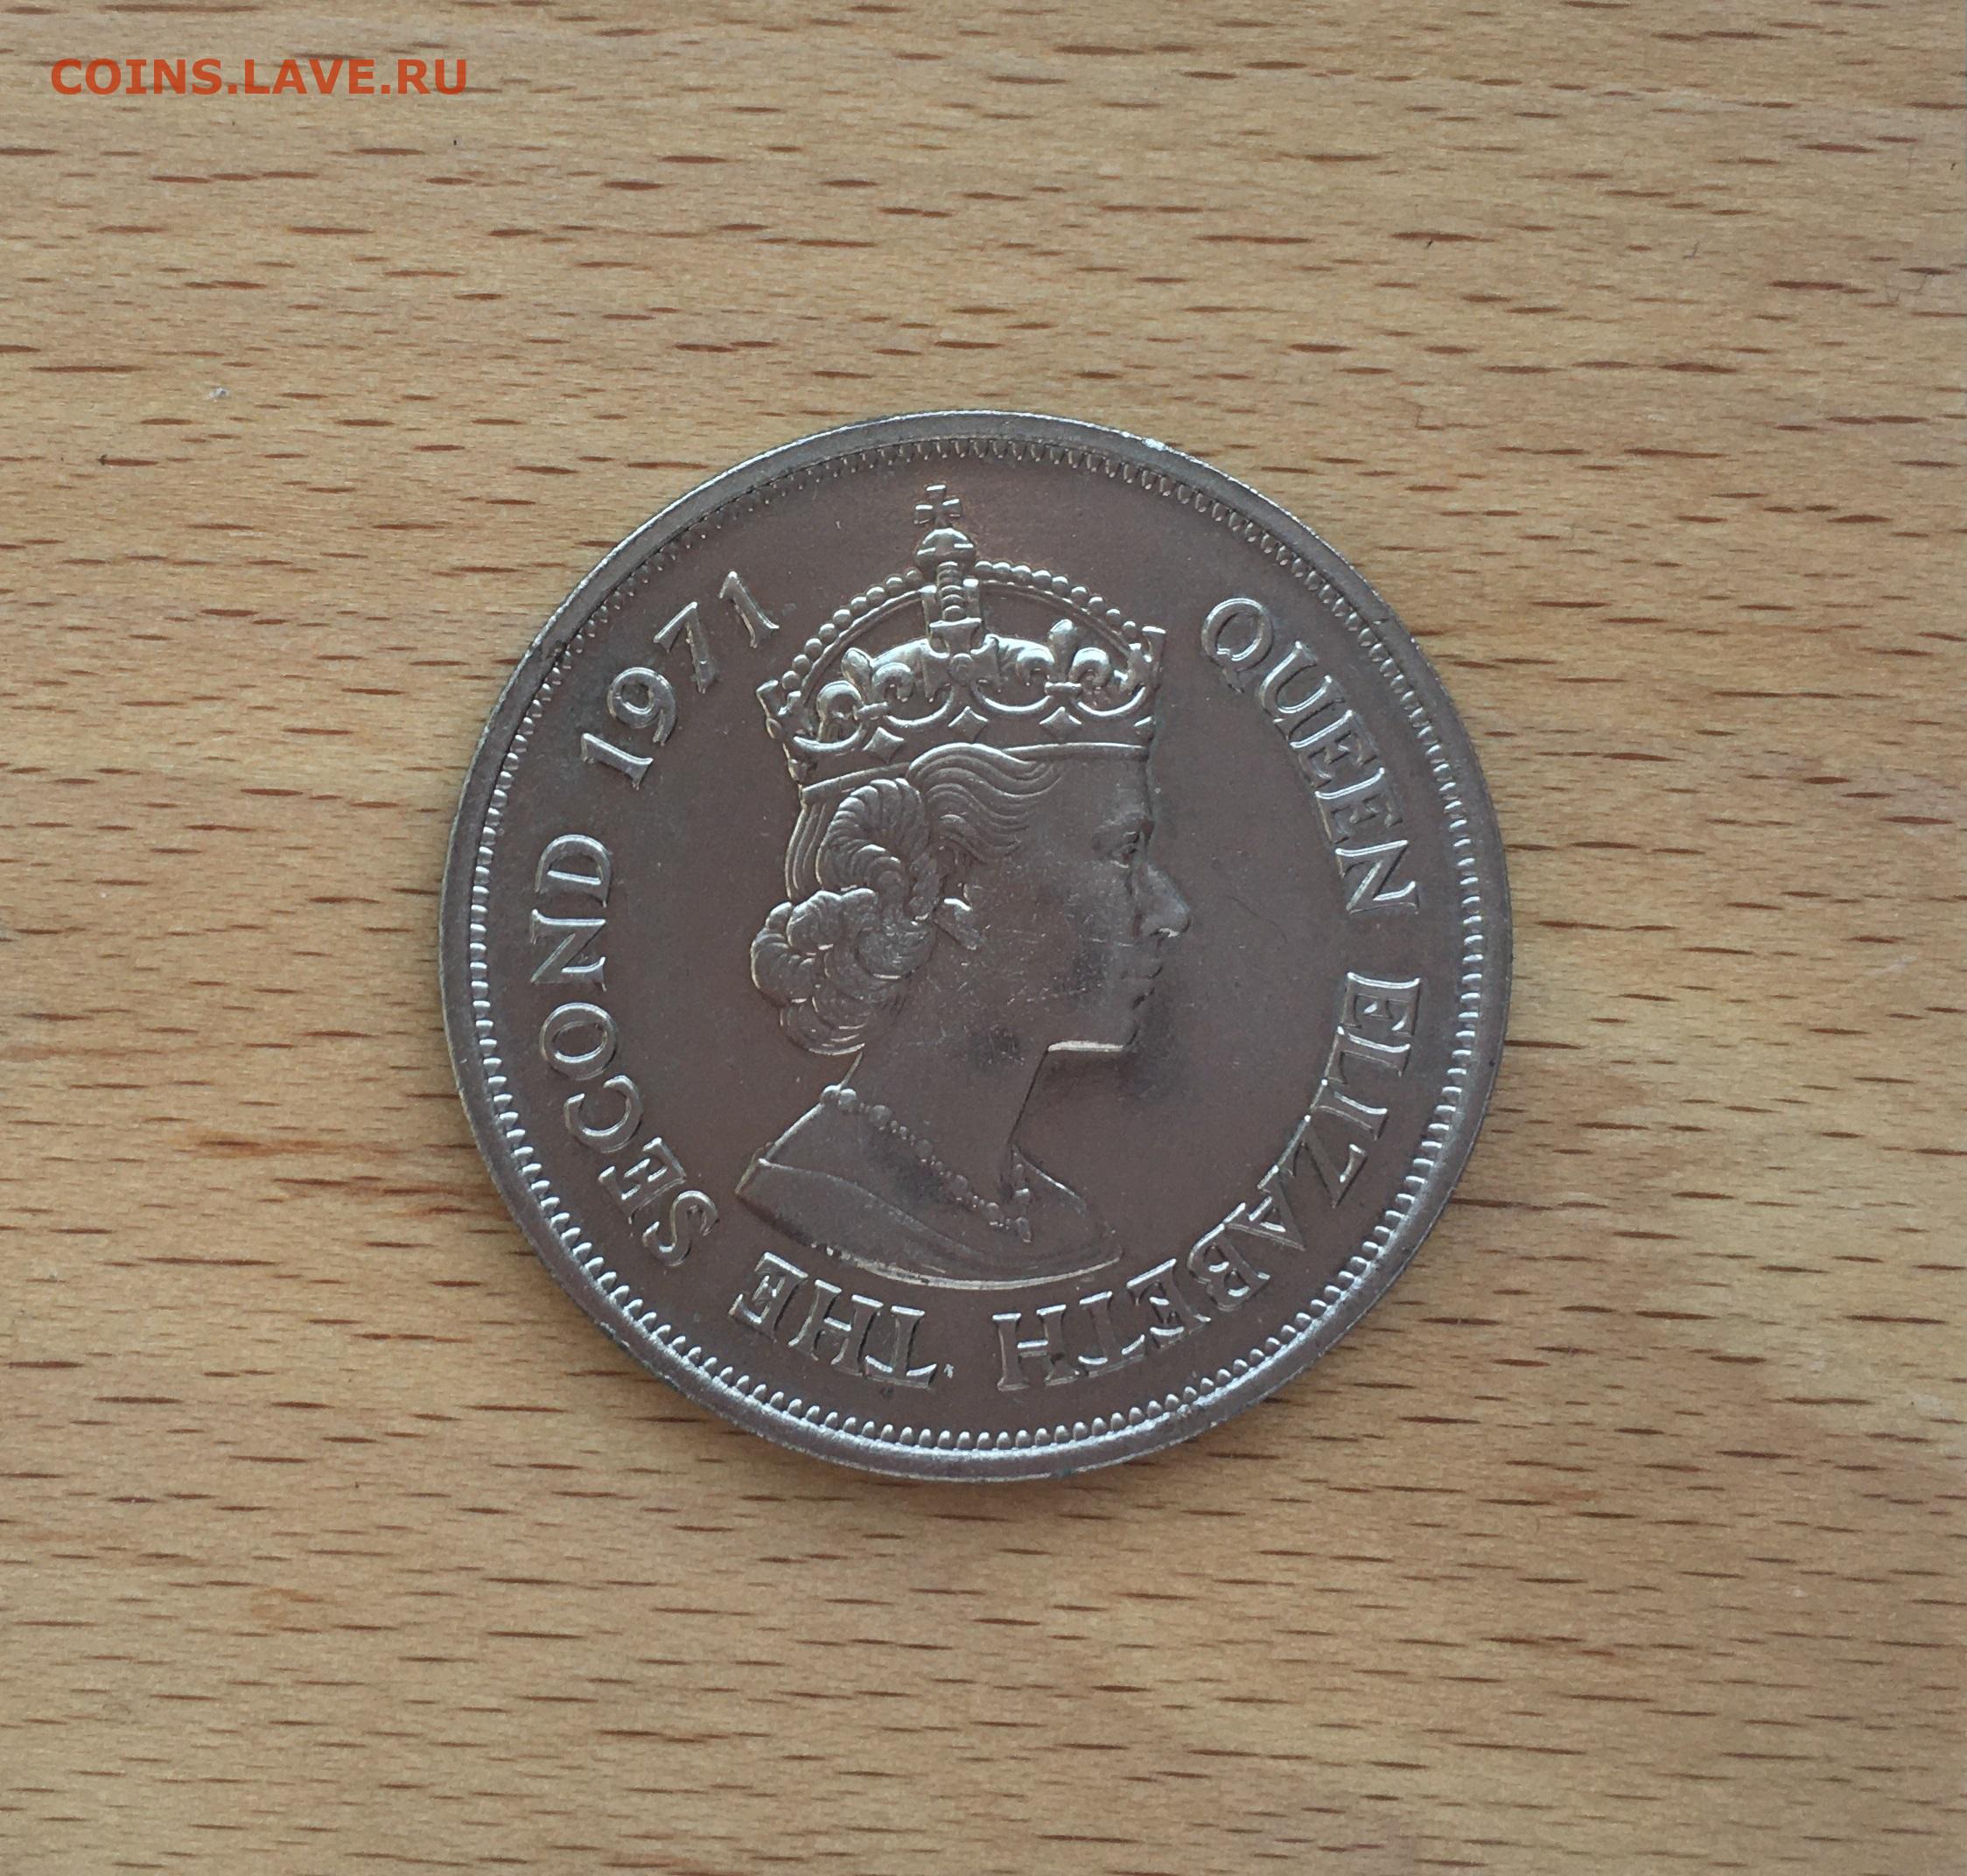 COINS.LAVE.RU
QUEEN ELIZABETH THE SECOND 1971